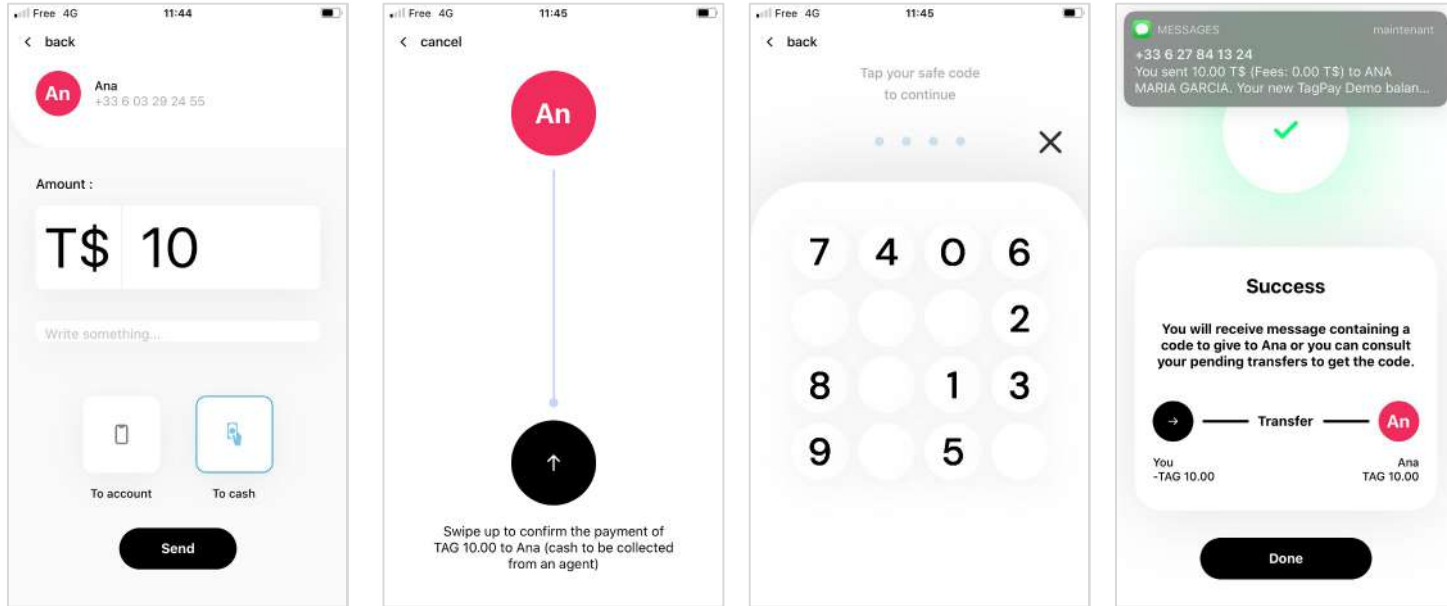 Free 4G 11:44
< back
An
Ana
+33 6 03 29 24 55
Amount :
T$ 10
Write something...
To account To cash
Send
Free 4G 11:45
< cancel
An
Swipe up to confirm the payment of
TAG 10.00 to Ana (cash to be collected
from an agent)
Free 4G 11:45
< back
Tap your safe code
to continue
7 4 0 6
2
8 1 3
9 5
MESSAGES maintenant
+33 6 27 84 13 24
You sent 10.00 T$ (Fees: 0.00 T$) to ANA
MARIA GARCIA. Your new TagPay Demo balan...
Success
You will receive message containing a
code to give to Ana or you can consult
your pending transfers to get the code.
Transfer An
You Ana
-TAG 10.00 TAG 10.00
Done